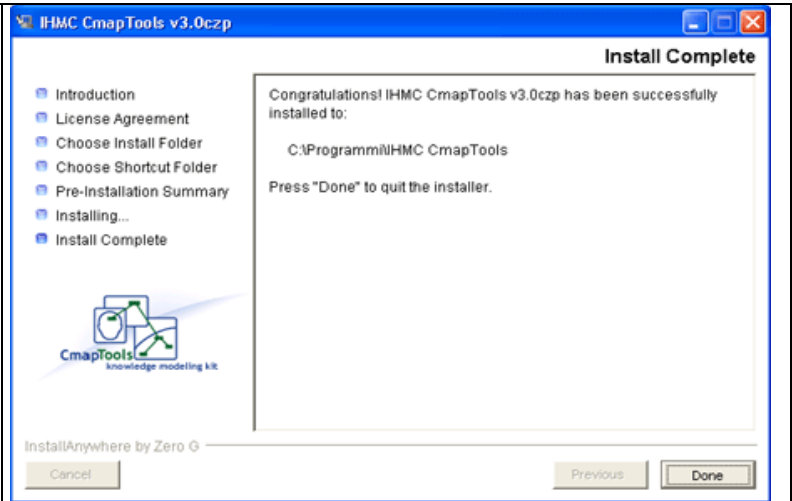 IHMC CmapTools v3.0czp
Install Complete
Introduction
License Agreement
Choose Install Folder
Choose Shortcut Folder
Pre-Installation Summary
Installing...
Install Complete
Congratulations! IHMC CmapTools v3.0czp has been successfully
installed to:
C:\Programmi\IHMC CmapTools
Press "Done" to quit the installer.
CmapTools
knowledge modeling kit
InstallAnywhere by Zero G
Cancel
Previous
Done